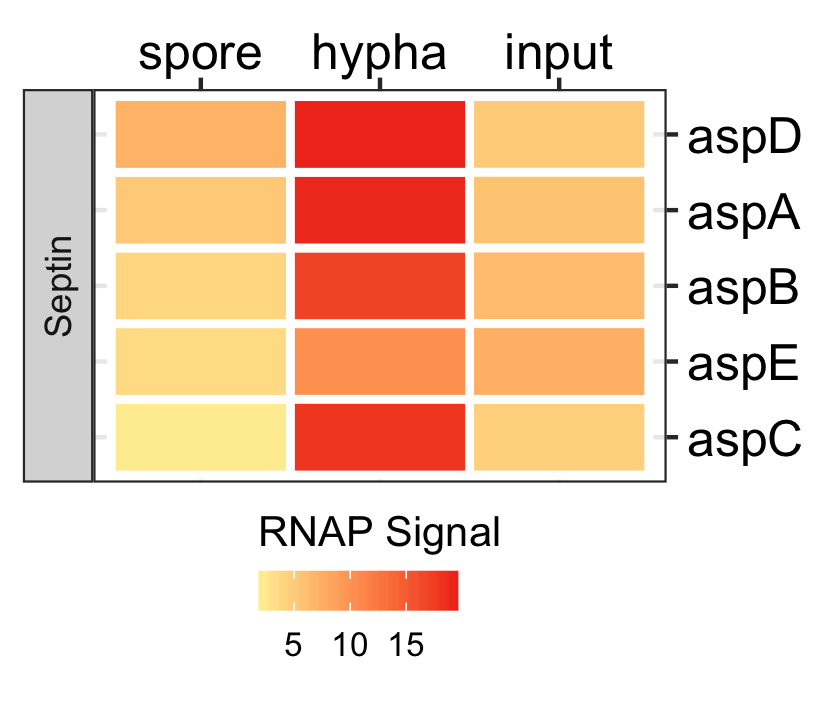 spore hypha input
Septin
aspD
aspA
aspB
aspE
aspC
RNAP Signal
5 10 15